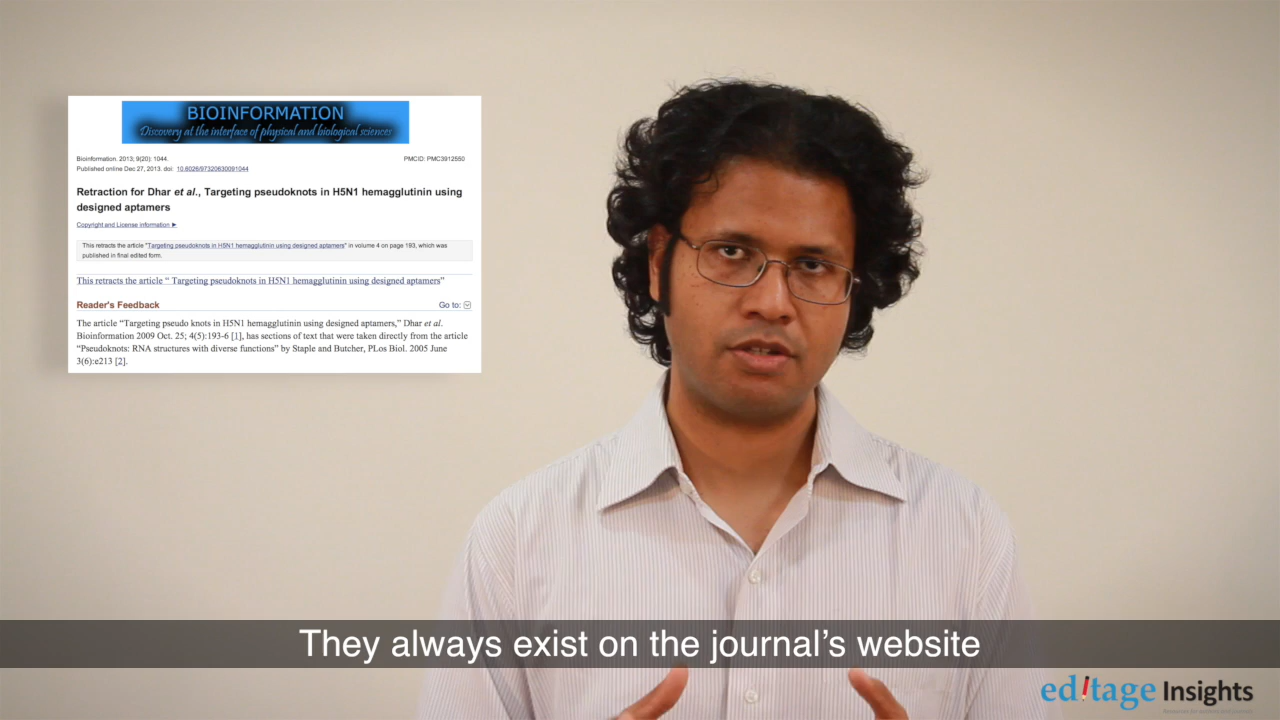 BIOINFORMATION
Discovery at the interface of physical and biological sciences
Bioinformation. 2013; 9(20): 1044.
PMCID: PMC3912550
Published online Dec 27, 2013. doi: 10.6026/97320630091044
Retraction for Dhar et al., Targeting pseudoknots in H5N1 hemagglutinin using
designed aptamers
Copyright and License information ►
This retracts the article "Targeting pseudoknots in H5N1 hemagglutinin using designed aptamers" in volume 4 on page 193, which was
published in final edited form.
This retracts the article “ Targeting pseudoknots in H5N1 hemagglutinin using designed aptamers”
Reader's Feedback
Go to:
The article “Targeting pseudo knots in H5N1 hemagglutinin using designed aptamers,” Dhar et al.
Bioinformation 2009 Oct. 25; 4(5):193-6 [1], has sections of text that were taken directly from the article
“Pseudoknots: RNA structures with diverse functions” by Staple and Butcher, PLos Biol. 2005 June
3(6):e213 [2].
They always exist on the journal’s website
editage Insights